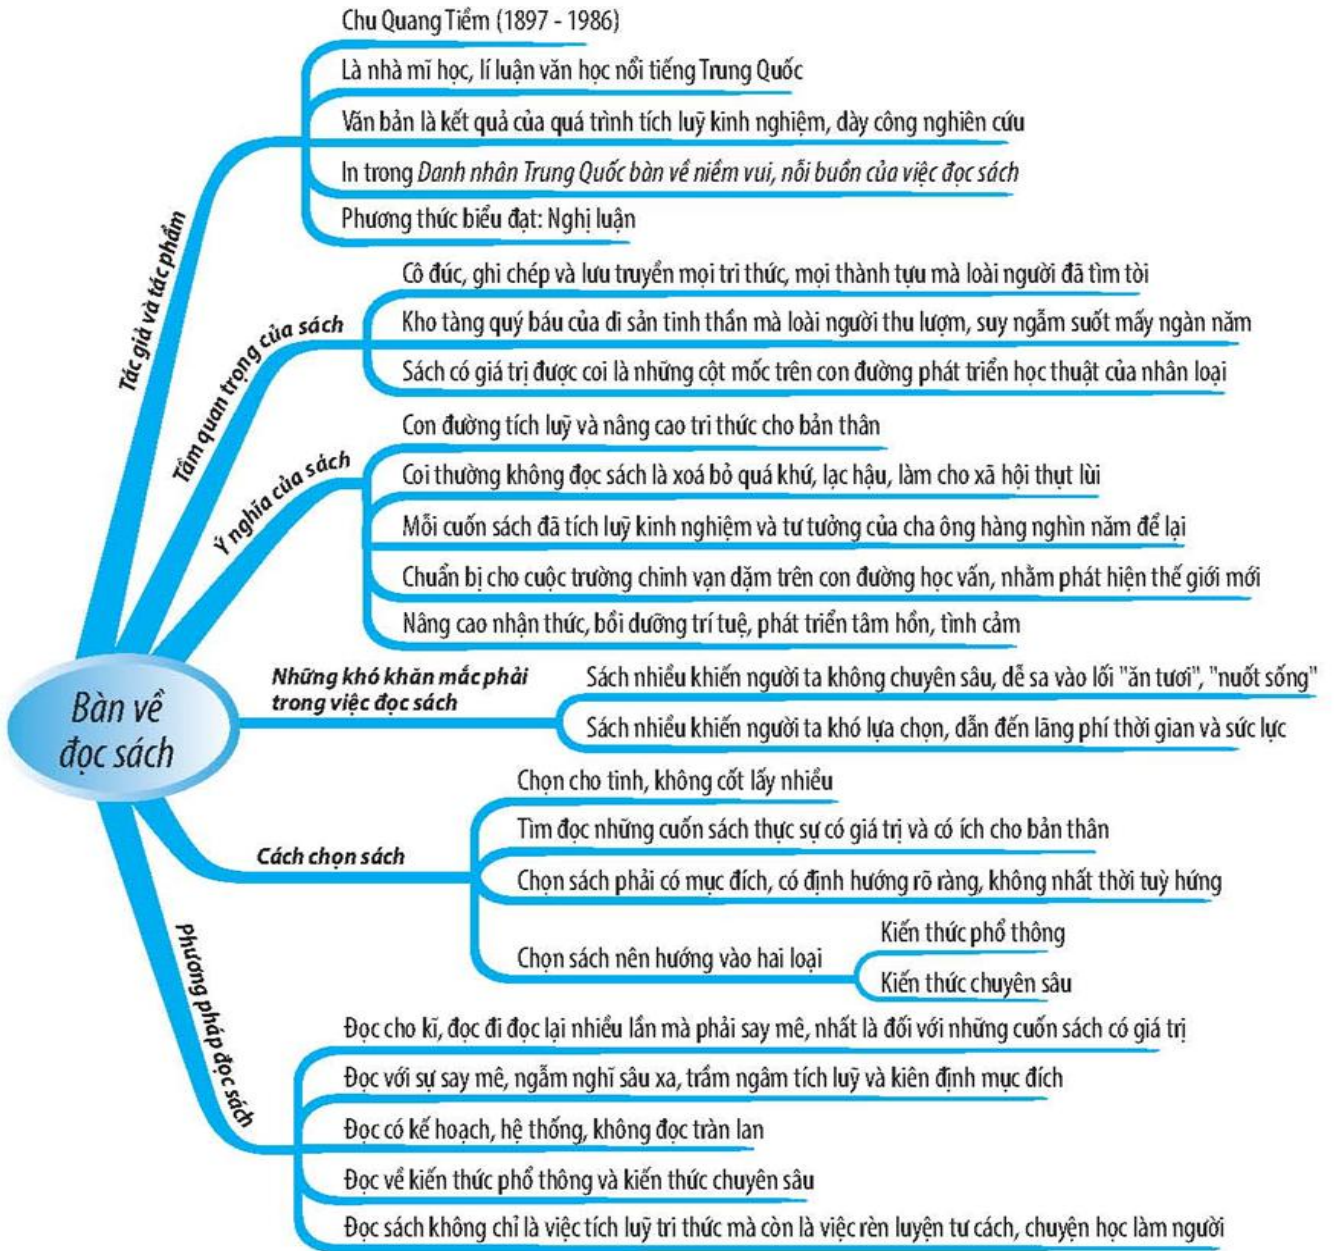 Chu Quang Tiềm (1897 - 1986)
Là nhà mĩ học, lí luận văn học nổi tiếng Trung Quốc
Văn bản là kết quả của quá trình tích luỹ kinh nghiệm, dày công nghiên cứu
In trong Danh nhân Trung Quốc bàn về niềm vui, nỗi buồn của việc đọc sách
Phương thức biểu đạt: Nghị luận
Tác giả và tác phẩm
Cô đúc, ghi chép và lưu truyền mọi tri thức, mọi thành tựu mà loài người đã tìm tòi
Kho tàng quý báu của di sản tinh thần mà loài người thu lượm, suy ngẫm suốt mấy ngàn năm
Sách có giá trị được coi là những cột mốc trên con đường phát triển học thuật của nhân loại
Tầm quan trọng của sách
Con đường tích luỹ và nâng cao tri thức cho bản thân
Coi thường không đọc sách là xoá bỏ quá khứ, lạc hậu, làm cho xã hội thụt lùi
Mỗi cuốn sách đã tích luỹ kinh nghiệm và tư tưởng của cha ông hàng nghìn năm để lại
Chuẩn bị cho cuộc trường chinh vạn dặm trên con đường học vấn, nhằm phát hiện thế giới mới
Nâng cao nhận thức, bồi dưỡng trí tuệ, phát triển tâm hồn, tình cảm
Ý nghĩa của sách
Bàn về
đọc sách
Những khó khăn mắc phải
trong việc đọc sách
Sách nhiều khiến người ta không chuyên sâu, dễ sa vào lối "ăn tươi", "nuốt sống"
Sách nhiều khiến người ta khó lựa chọn, dẫn đến lãng phí thời gian và sức lực
Cách chọn sách
Chọn cho tinh, không cốt lấy nhiều
Tìm đọc những cuốn sách thực sự có giá trị và có ích cho bản thân
Chọn sách phải có mục đích, có định hướng rõ ràng, không nhất thời tuỳ hứng
Chọn sách nên hướng vào hai loại
Kiến thức phổ thông
Kiến thức chuyên sâu
Phương pháp đọc sách
Đọc cho kĩ, đọc đi đọc lại nhiều lần mà phải say mê, nhất là đối với những cuốn sách có giá trị
Đọc với sự say mê, ngẫm nghĩ sâu xa, trầm ngâm tích luỹ và kiên định mục đích
Đọc có kế hoạch, hệ thống, không đọc tràn lan
Đọc về kiến thức phổ thông và kiến thức chuyên sâu
Đọc sách không chỉ là việc tích luỹ tri thức mà còn là việc rèn luyện tư cách, chuyện học làm người